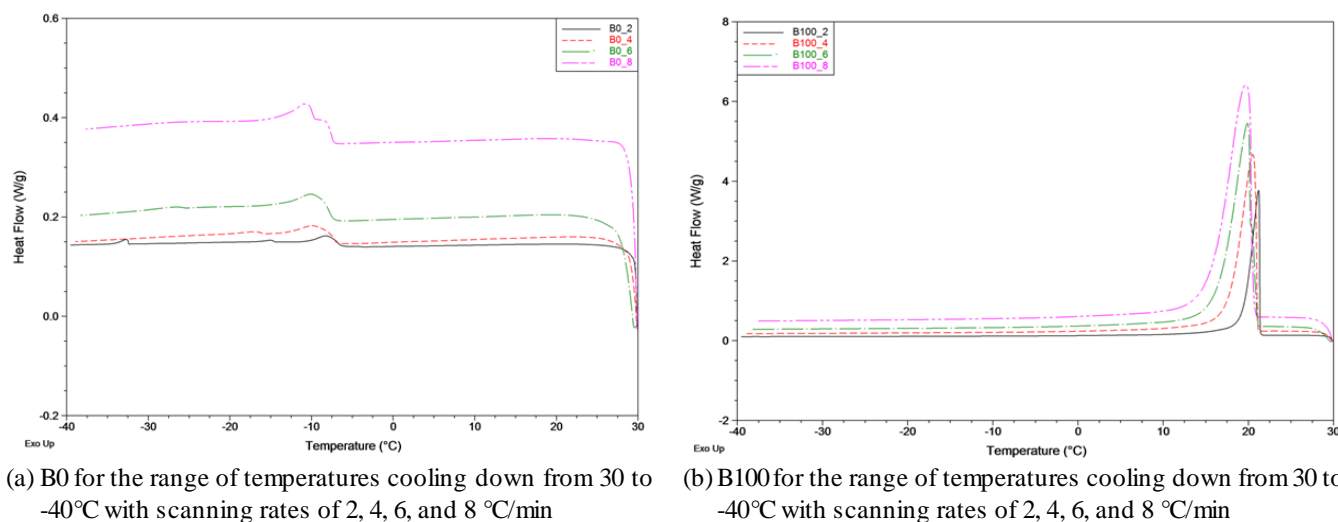 0.6
0.4
0.2
0.0
-0.2
Heat Flow (W/g)
B0_2
B0_4
B0_6
B0_8
-40 -30 -20 -10 0 10 20 30
Exo Up
Temperature (°C)
8
6
4
2
0
-2
Heat Flow (W/g)
B100_2
B100_4
B100_6
B100_8
-40 -30 -20 -10 0 10 20 30
Exo Up
Temperature (°C)
(a) B0 for the range of temperatures cooling down from 30 to
-40°C with scanning rates of 2, 4, 6, and 8 °C/min
(b) B100 for the range of temperatures cooling down from 30 to
-40°C with scanning rates of 2, 4, 6, and 8 °C/min